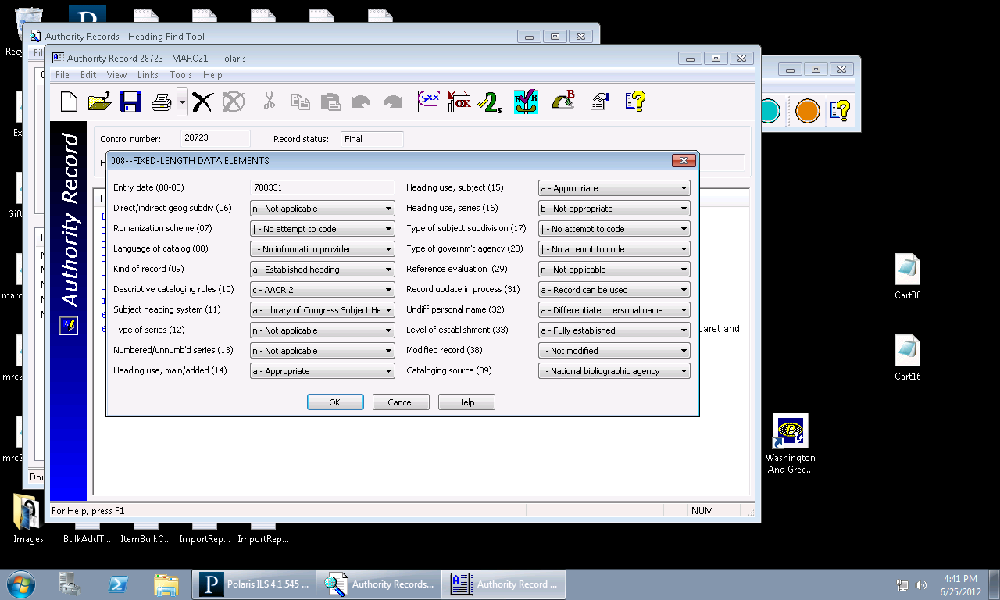 Authority Records - Heading Find Tool
Authority Record 28723 - MARC21 - Polaris
File Edit View Links Tools Help
5XX
OK
2s
R R
B
Authority Record
Control number: 28723 Record status: Final
008--FIXED-LENGTH DATA ELEMENTS
Entry date (00-05) 780331
Heading use, subject (15) a - Appropriate
Direct/indirect geog subdiv (06) n - Not applicable
Heading use, series (16) b - Not appropriate
Romanization scheme (07) | - No attempt to code
Type of subject subdivision (17) | - No attempt to code
Language of catalog (08) - No information provided
Type of governm't agency (28) | - No attempt to code
Kind of record (09) a - Established heading
Reference evaluation (29) n - Not applicable
Descriptive cataloging rules (10) c - AACR 2
Record update in process (31) a - Record can be used
Subject heading system (11) a - Library of Congress Subject He
Undiff personal name (32) a - Differentiated personal name
Type of series (12) n - Not applicable
Level of establishment (33) a - Fully established
Numbered/unnumb'd series (13) n - Not applicable
Modified record (38) - Not modified
Heading use, main/added (14) a - Appropriate
Cataloging source (39) - National bibliographic agency
OK Cancel Help
paret and
For Help, press F1
NUM
Cart30
Cart16
Washington
And Gree...
Images
BulkAddT...
ItemBulkC...
ImportRep...
ImportRep...
P Polaris ILS 4.1.545 ...
Authority Records...
Authority Record ...
4:41 PM
6/25/2012